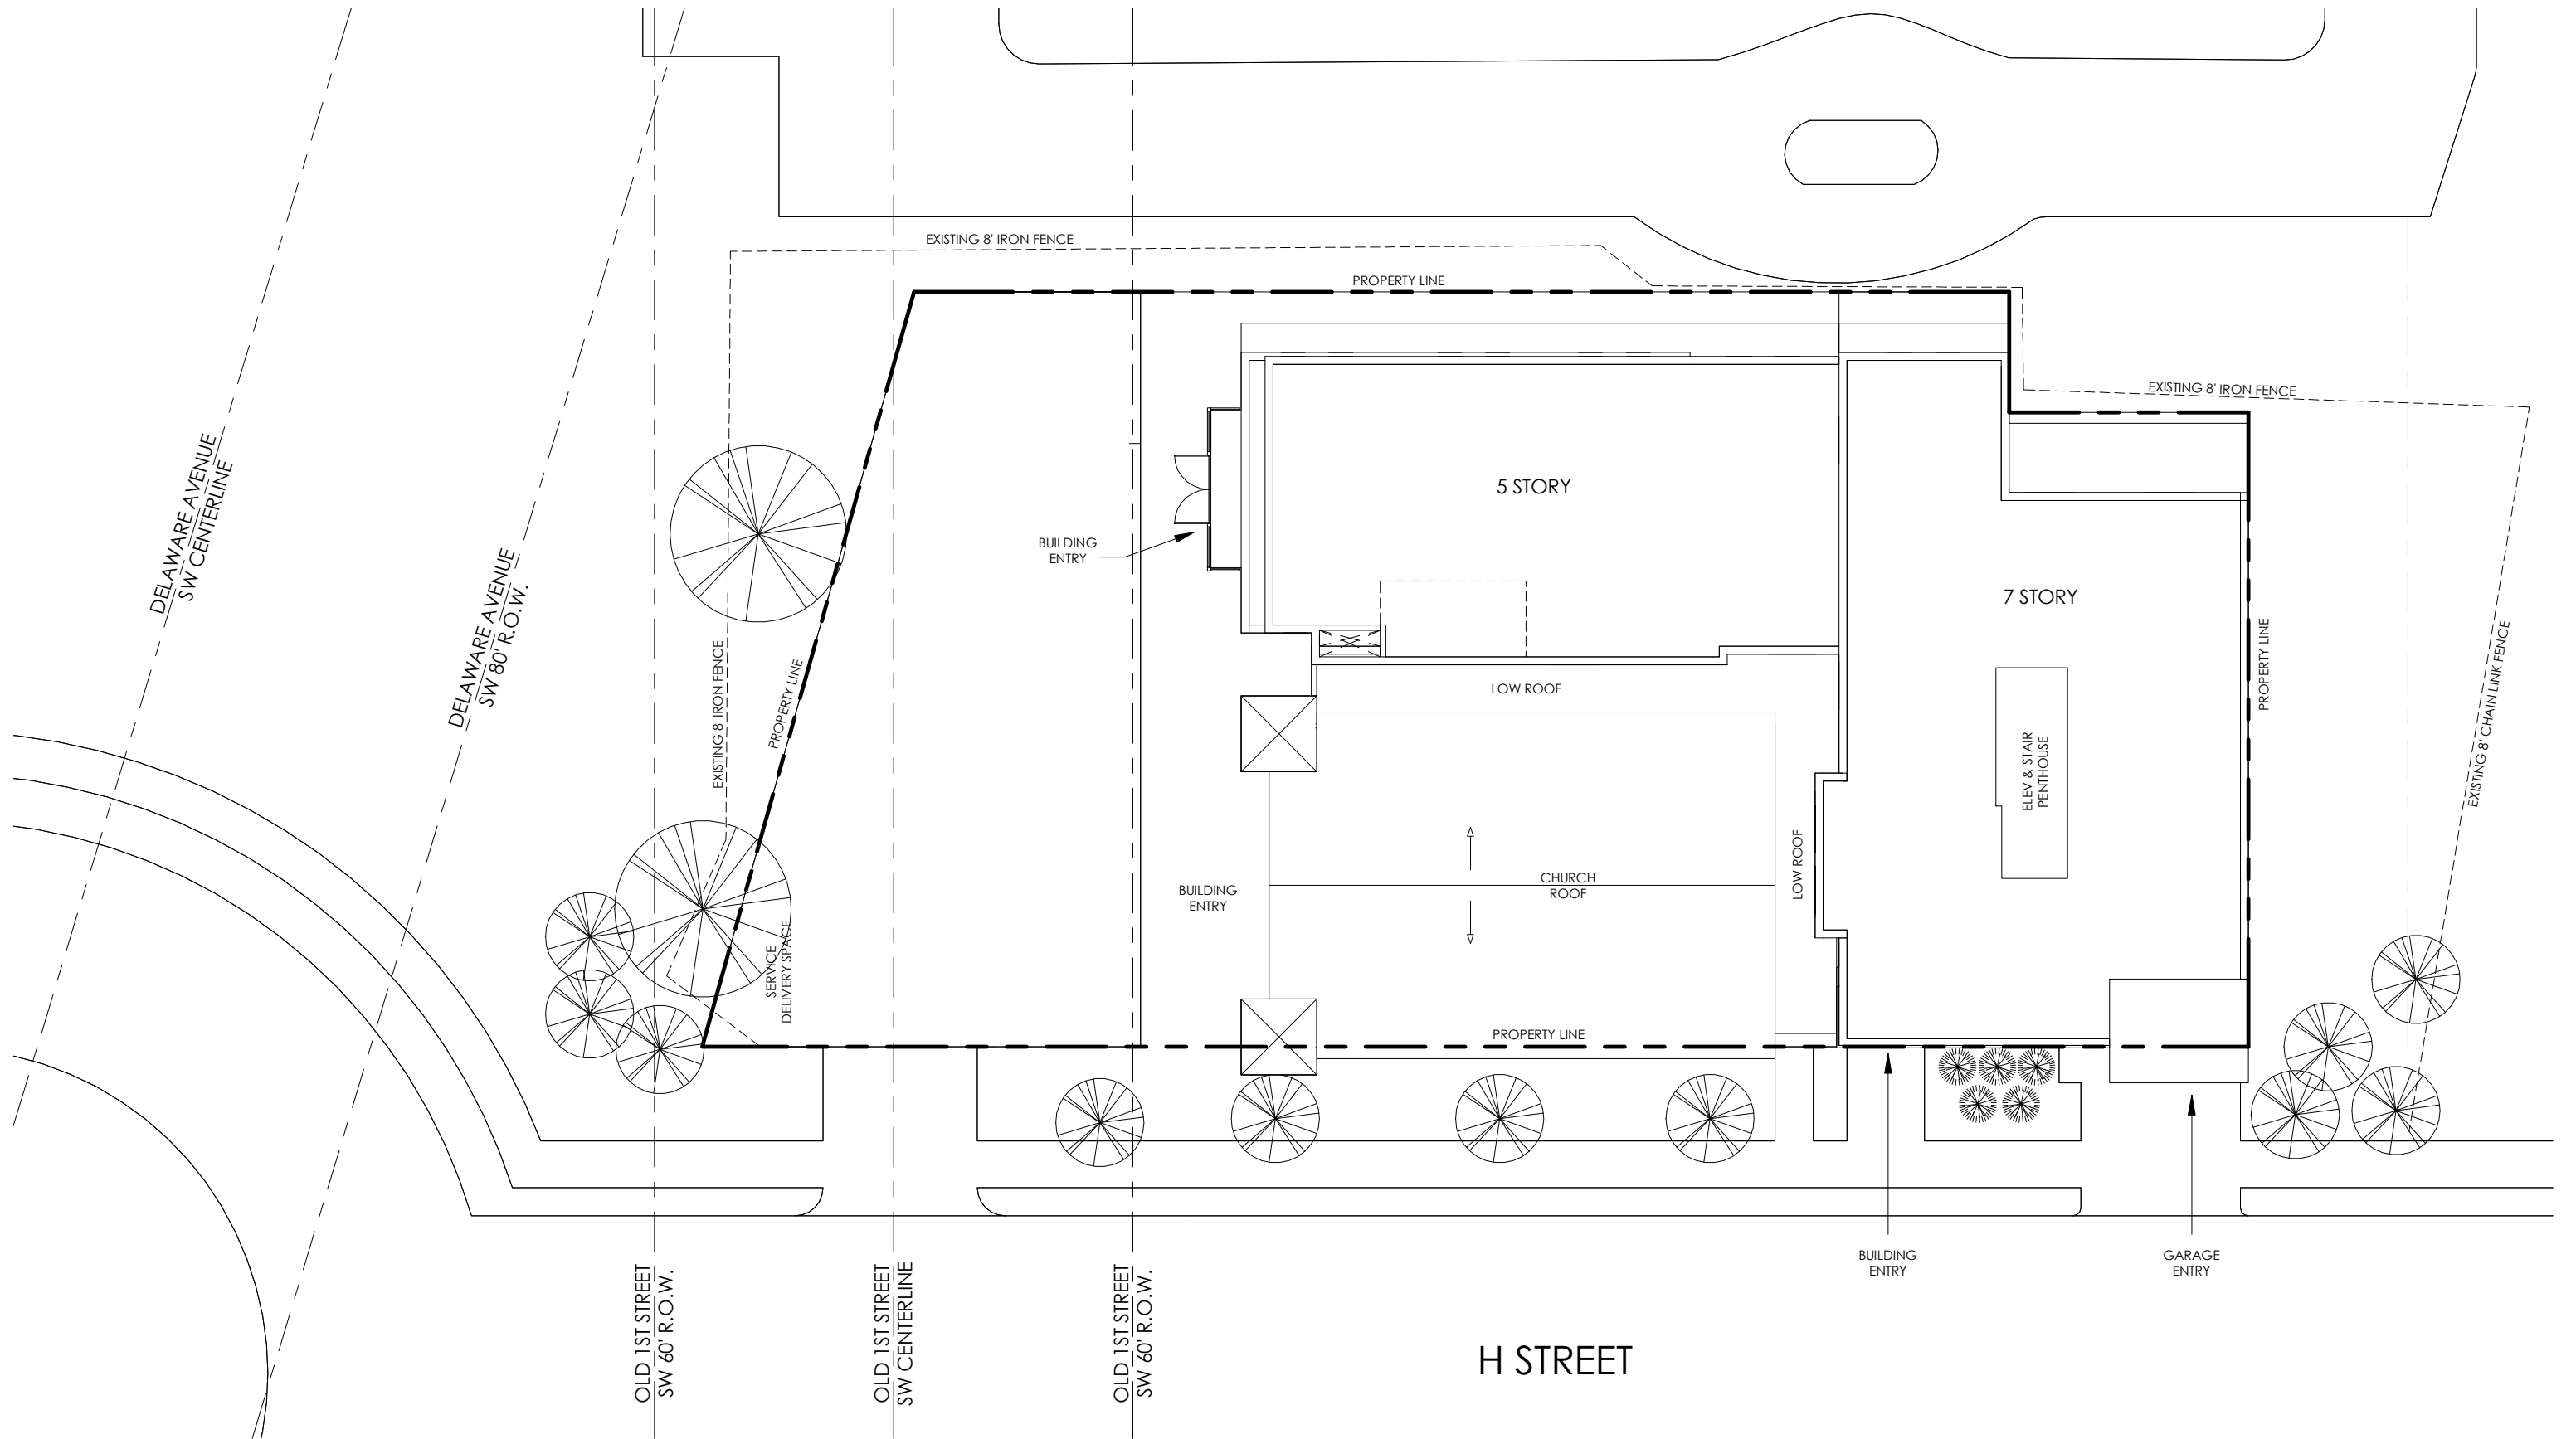 EXISTING 8' IRON FENCE
PROPERTY LINE
EXISTING 8' IRON FENCE
DELAWARE AVENUE
SW CENTERLINE
DELAWARE AVENUE
SW 80' R.O.W.
5 STORY
BUILDING
ENTRY
7 STORY
PROPERTY LINE
EXISTING 8' IRON FENCE
PROPERTY LINE
LOW ROOF
EXISTING 8' CHAIN LINK FENCE
ELEV & STAIR
PENTHOUSE
LOW ROOF
CHURCH
ROOF
BUILDING
ENTRY
SERVICE
DELIVERY SPACE
PROPERTY LINE
BUILDING
ENTRY
GARAGE
ENTRY
OLD 1ST STREET
SW 60' R.O.W.
OLD 1ST STREET
SW CENTERLINE
OLD 1ST STREET
SW 60' R.O.W.
H STREET